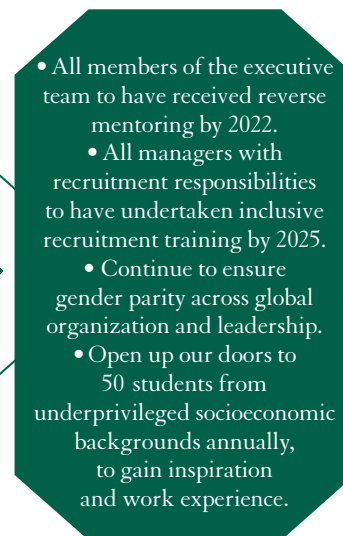 • All members of the executive
team to have received reverse
mentoring by 2022.
• All managers with
recruitment responsibilities
to have undertaken inclusive
recruitment training by 2025.
• Continue to ensure
gender parity across global
organization and leadership.
• Open up our doors to
50 students from
underprivileged socioeconomic
backgrounds annually,
to gain inspiration
and work experience.